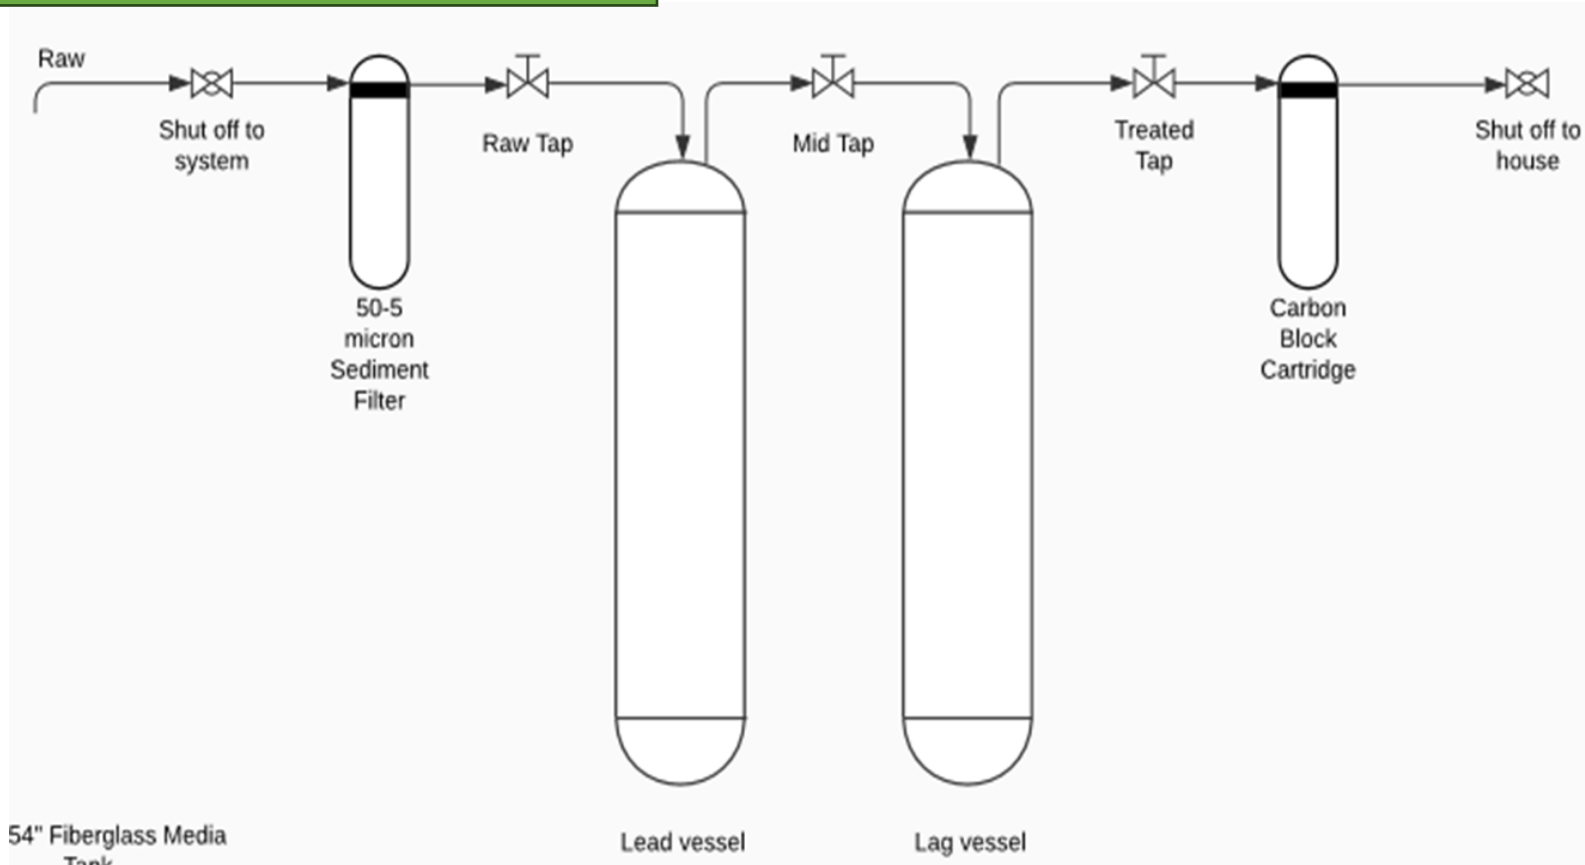 Raw
Shut off to
system
50-5
micron
Sediment
Filter
Raw Tap
Mid Tap
Treated
Tap
Carbon
Block
Cartridge
Shut off to
house
54" Fiberglass Media
Tank
Lead vessel
Lag vessel